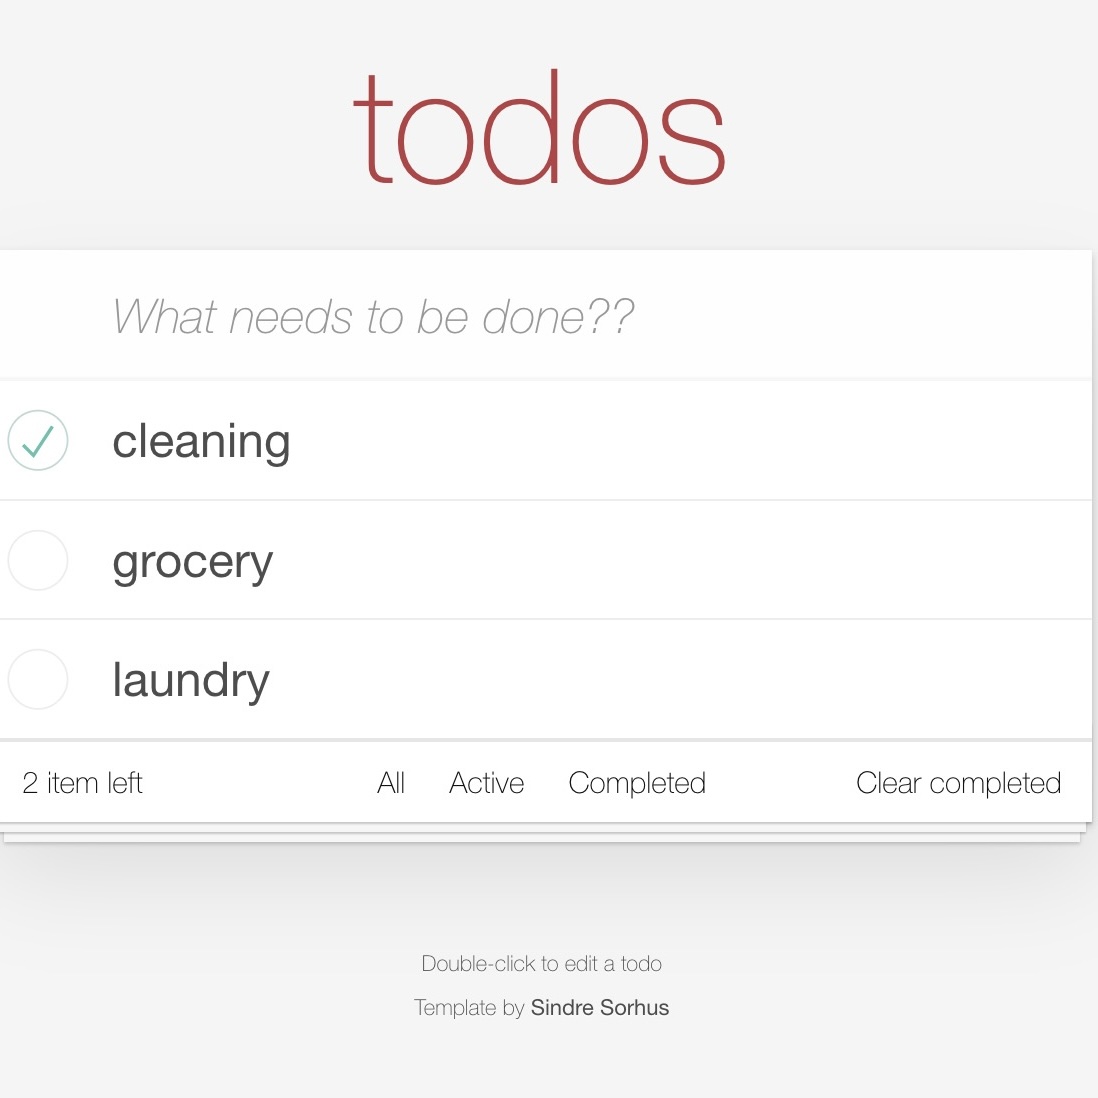 todos
What needs to be done??
cleaning
grocery
laundry
2 item left All Active Completed Clear completed
Double-click to edit a todo
Template by Sindre Sorhus